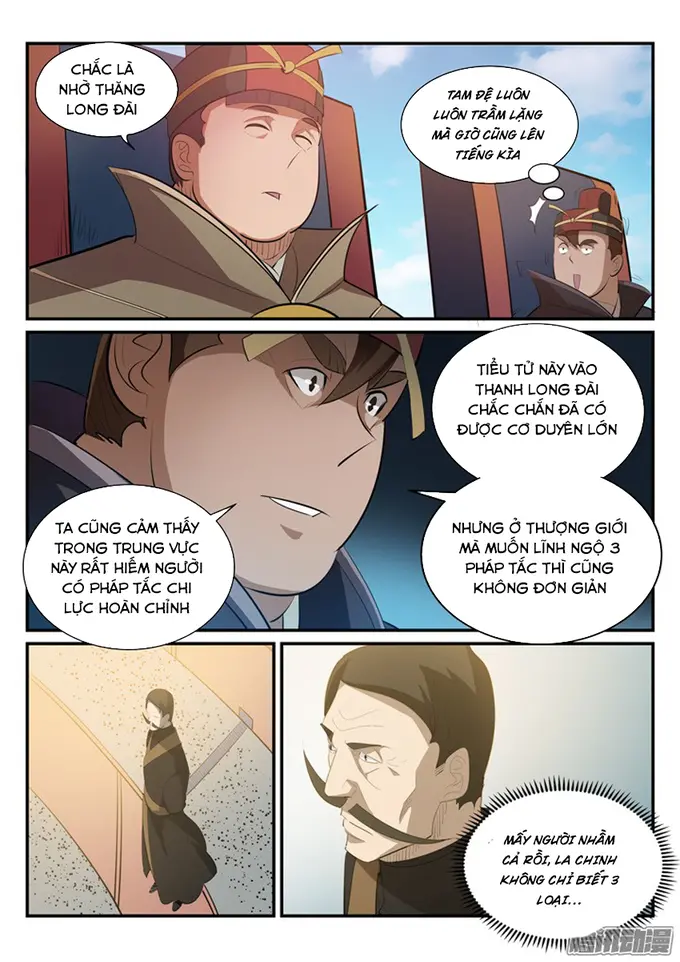 CHẮC LÀ
NHỜ THĂNG
LONG ĐÀI
TAM ĐỆ LUÔN
LUÔN TRẦM LẶNG
MÀ GIỜ CŨNG LÊN
TIẾNG KÌA
TIỂU TỬ NÀY VÀO
THANH LONG ĐÀI
CHẮC CHẮN ĐÃ CÓ
ĐƯỢC CƠ DUYÊN LỚN
TA CŨNG CẢM THẤY
TRONG TRUNG VỰC
NÀY RẤT HIẾM NGƯỜI
CÓ PHÁP TẮC CHI
LỰC HOÀN CHỈNH
NHƯNG Ở THƯỢNG GIỚI
MÀ MUỐN LĨNH NGỘ 3
PHÁP TẮC THÌ CŨNG
KHÔNG ĐƠN GIẢN
MẤY NGƯỜI NHẦM
CẢ RỒI, LA CHINH
KHÔNG CHỈ BIẾT 3
LOẠI...
腾讯动漫